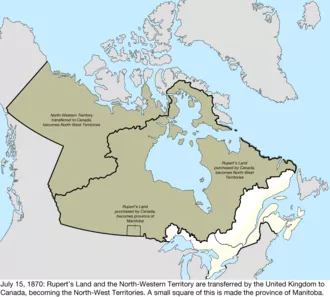 North-Western Territory
transferred to Canada,
becomes North-West Territories
Rupert's Land
purchased by Canada,
becomes North-West
Territories
Rupert's Land
purchased by Canada,
becomes province of
Manitoba
July 15, 1870: Rupert's Land and the North-Western Territory are transferred by the United Kingdom to
Canada, becoming the North-West Territories. A small square of this is made the province of Manitoba.